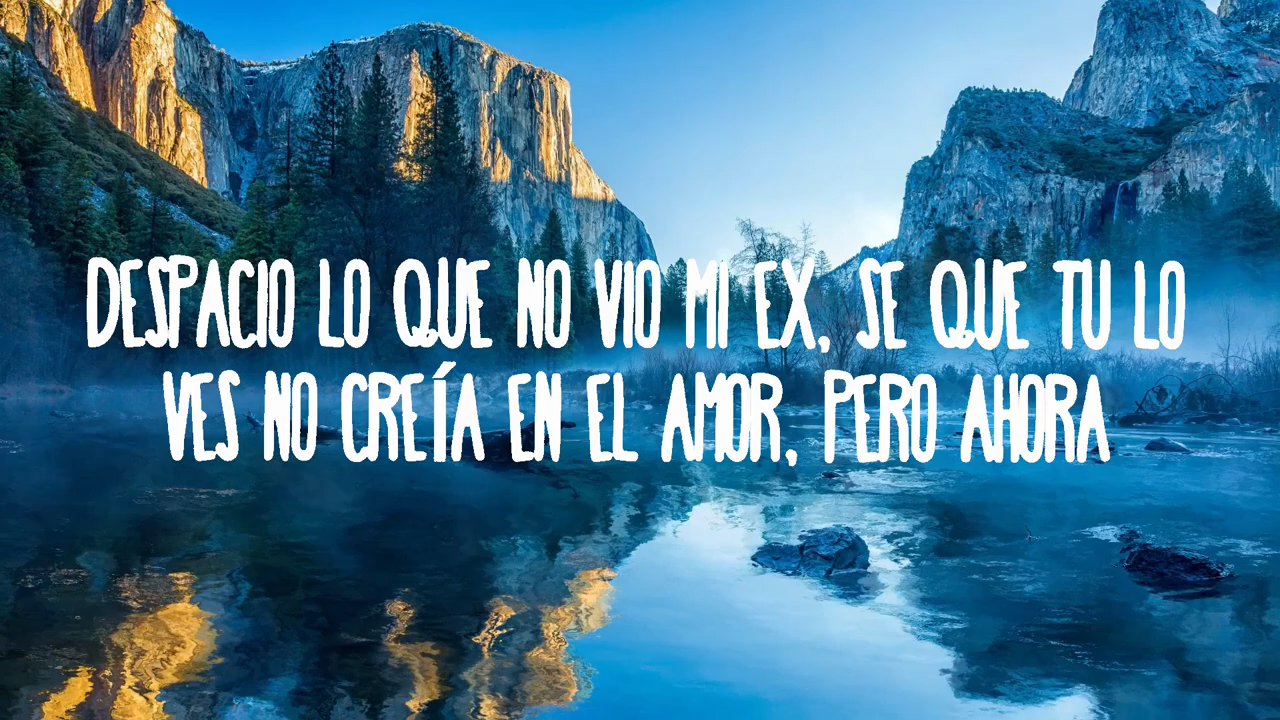 DESPACIO LO QUE NO VIO MI EX, SE QUE TU LO
VES NO CREÍA EN EL AMOR, PERO AHORA